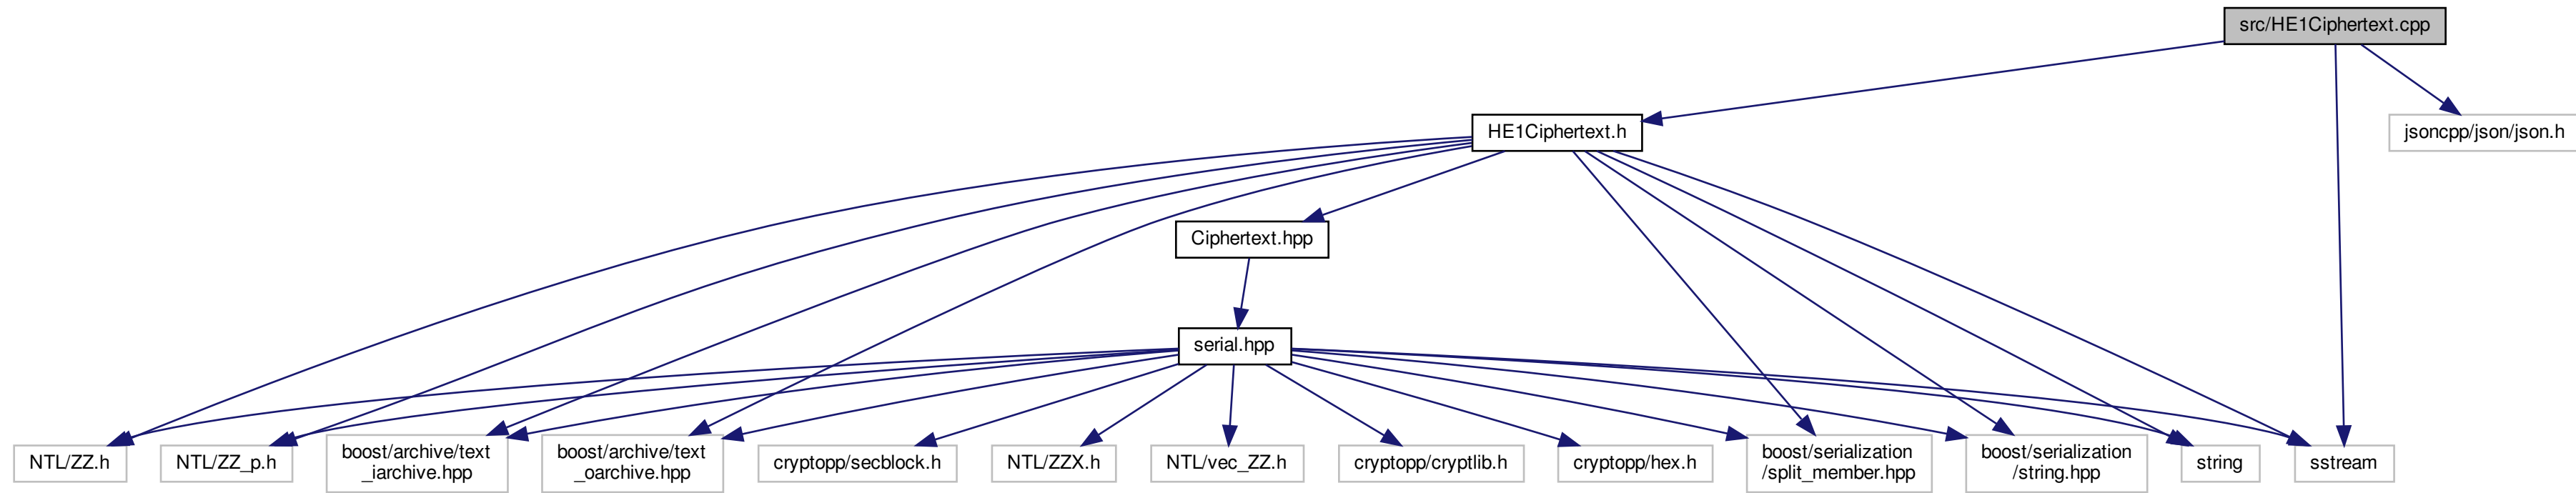 src/HE1Ciphertext.cpp
HE1Ciphertext.h
jsoncpp/json/json.h
Ciphertext.hpp
serial.hpp
NTL/ZZ.h
NTL/ZZ_p.h
boost/archive/text
_iarchive.hpp
boost/archive/text
_oarchive.hpp
cryptopp/secblock.h
NTL/ZZX.h
NTL/vec_ZZ.h
cryptopp/cryptlib.h
cryptopp/hex.h
boost/serialization
/split_member.hpp
boost/serialization
/string.hpp
string
sstream